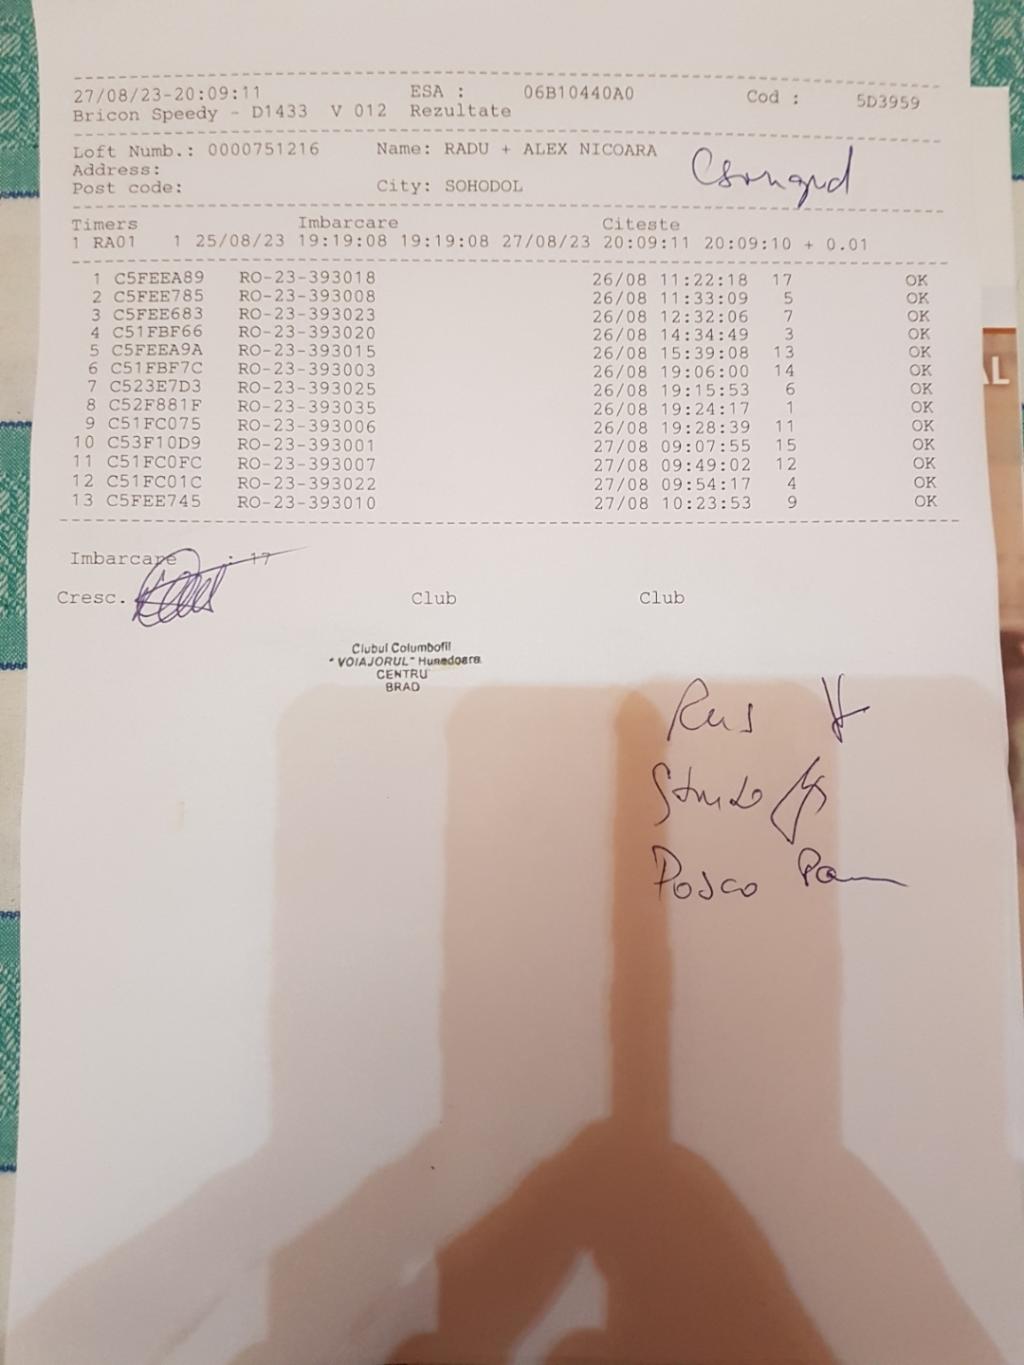 27/08/23-20:09:11 ESA : 06B10440A0 Cod : 5D3959
Bricon Speedy - D1433 V 012 Rezultate
Loft Numb.: 0000751216 Name: RADU + ALEX NICOARA
Address:
Post code: City: SOHODOL
Timers Imbarcare Citeste
1 RA01 1 25/08/23 19:19:08 19:19:08 27/08/23 20:09:11 20:09:10 + 0.01
1 C5FEEA89 RO-23-393018 26/08 11:22:18 17 OK
2 C5FEE785 RO-23-393008 26/08 11:33:09 5 OK
3 C5FEE683 RO-23-393023 26/08 12:32:06 7 OK
4 C51FBF66 RO-23-393020 26/08 14:34:49 3 OK
5 C5FEEA9A RO-23-393015 26/08 15:39:08 13 OK
6 C51FBF7C RO-23-393003 26/08 19:06:00 14 OK
7 C523E7D3 RO-23-393025 26/08 19:15:53 6 OK
8 C52F881F RO-23-393035 26/08 19:24:17 1 OK
9 C51FC075 RO-23-393006 26/08 19:28:39 11 OK
10 C53F10D9 RO-23-393001 27/08 09:07:55 15 OK
11 C51FC0FC RO-23-393007 27/08 09:49:02 12 OK
12 C51FC01C RO-23-393022 27/08 09:54:17 4 OK
13 C5FEE745 RO-23-393010 27/08 10:23:53 9 OK
Imbarcare : 17
Cresc. Club Club
Clubul Columbofil
"VOIAJORUL" Hunedoara
CENTRU
BRAD
Rus
Posco